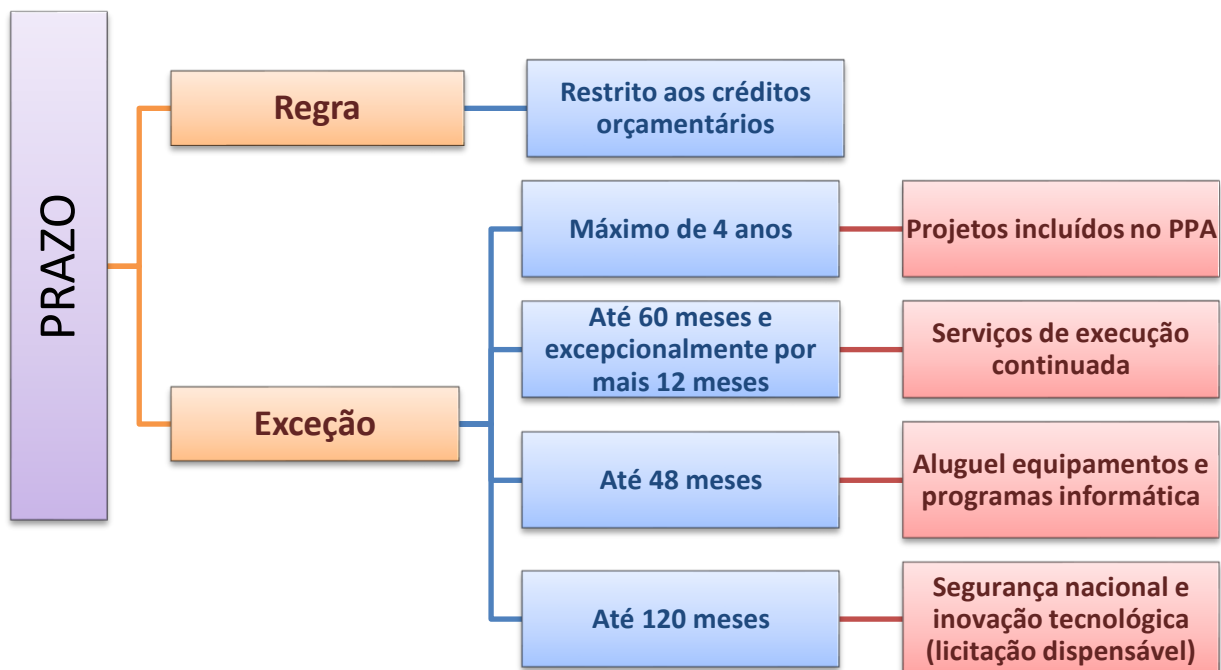 PRAZO
Regra
Restrito aos créditos
orçamentários
Exceção
Máximo de 4 anos
Projetos incluídos no PPA
Até 60 meses e
excepcionalmente por
mais 12 meses
Serviços de execução
continuada
Até 48 meses
Aluguel equipamentos e
programas informática
Até 120 meses
Segurança nacional e
inovação tecnológica
(licitação dispensável)